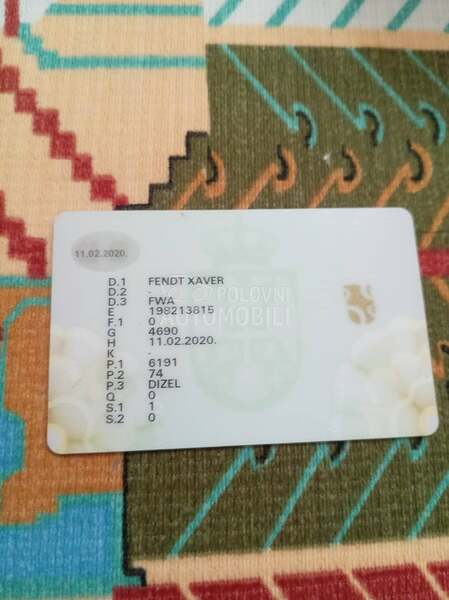 11.02.2020.
D.1 FENDT XAVER
D.2 -
D.3 FWA
E 198213815
F.1 0
G 4690
H 11.02.2020.
K -
P.1 6191
P.2 74
P.3 DIZEL
Q 0
S.1 1
S.2 0
POLOVNI
AUTOMOBILI